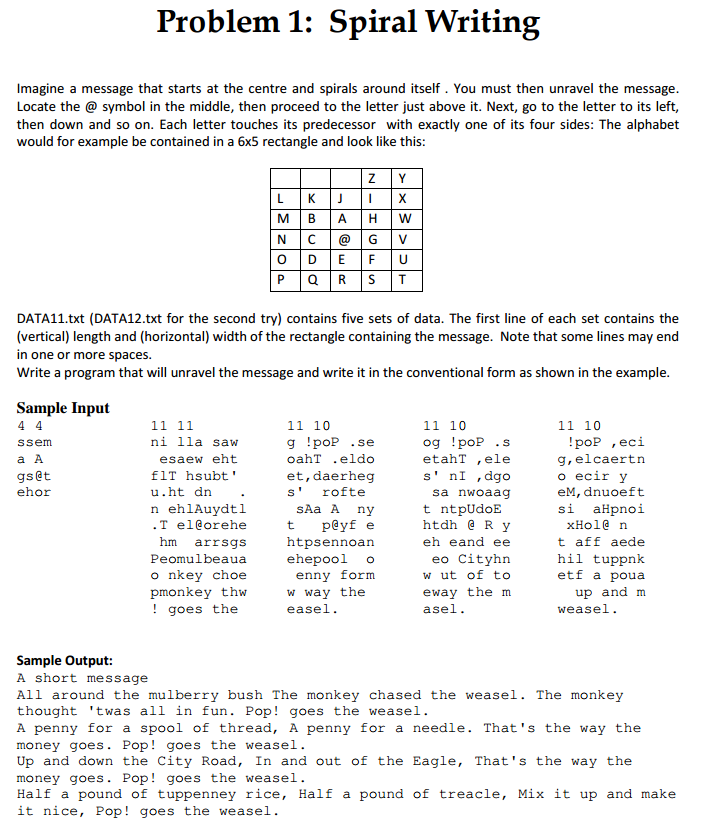 Problem 1:  Spiral Writing
Imagine a message that starts at the centre and spirals around itself . You must then unravel the message.
Locate the @ symbol in the middle, then proceed to the letter just above it. Next, go to the letter to its left,
then down and so on. Each letter touches its predecessor  with exactly one of its four sides: The alphabet
would for example be contained in a 6x5 rectangle and look like this:
Z Y
L K J I X
M B A H W
N C @ G V
O D E F U
P Q R S T
DATA11.txt (DATA12.txt for the second try) contains five sets of data. The first line of each set contains the
(vertical) length and (horizontal) width of the rectangle containing the message.  Note that some lines may end
in one or more spaces.
Write a program that will unravel the message and write it in the conventional form as shown in the example.
Sample Input
4 4         11 11         11 10         11 10         11 10
ssem        ni lla saw    g !poP .se    og !poP .s     !poP ,eci
a A          esaew eht    oahT .eldo    etahT ,ele    g,elcaertn
gs@t        flT hsubt'    et,daerheg    s' nI ,dgo    o ecir y
ehor        u.ht dn   .   s'  rofte      sa nwoaag    eM,dnuoeft
            n ehlAuydtl    sAa A  ny    t ntpUdoE     si  aHpnoi
            .T el@orehe   t   p@yf e    htdh @ R y     xHol@ n
             hm  arrsgs   htpsennoan    eh eand ee    t aff aede
            Peomulbeaua   ehepool  o     eo Cityhn    hil tuppnk
            o nkey choe    enny form    w ut of to    etf a poua
            pmonkey thw   w way the     eway the m      up and m
            ! goes the    easel.        asel.         weasel.
Sample Output:
A short message
All around the mulberry bush The monkey chased the weasel. The monkey
thought 'twas all in fun. Pop! goes the weasel.
A penny for a spool of thread, A penny for a needle. That's the way the
money goes. Pop! goes the weasel.
Up and down the City Road, In and out of the Eagle, That's the way the
money goes. Pop! goes the weasel.
Half a pound of tuppenney rice, Half a pound of treacle, Mix it up and make
it nice, Pop! goes the weasel.